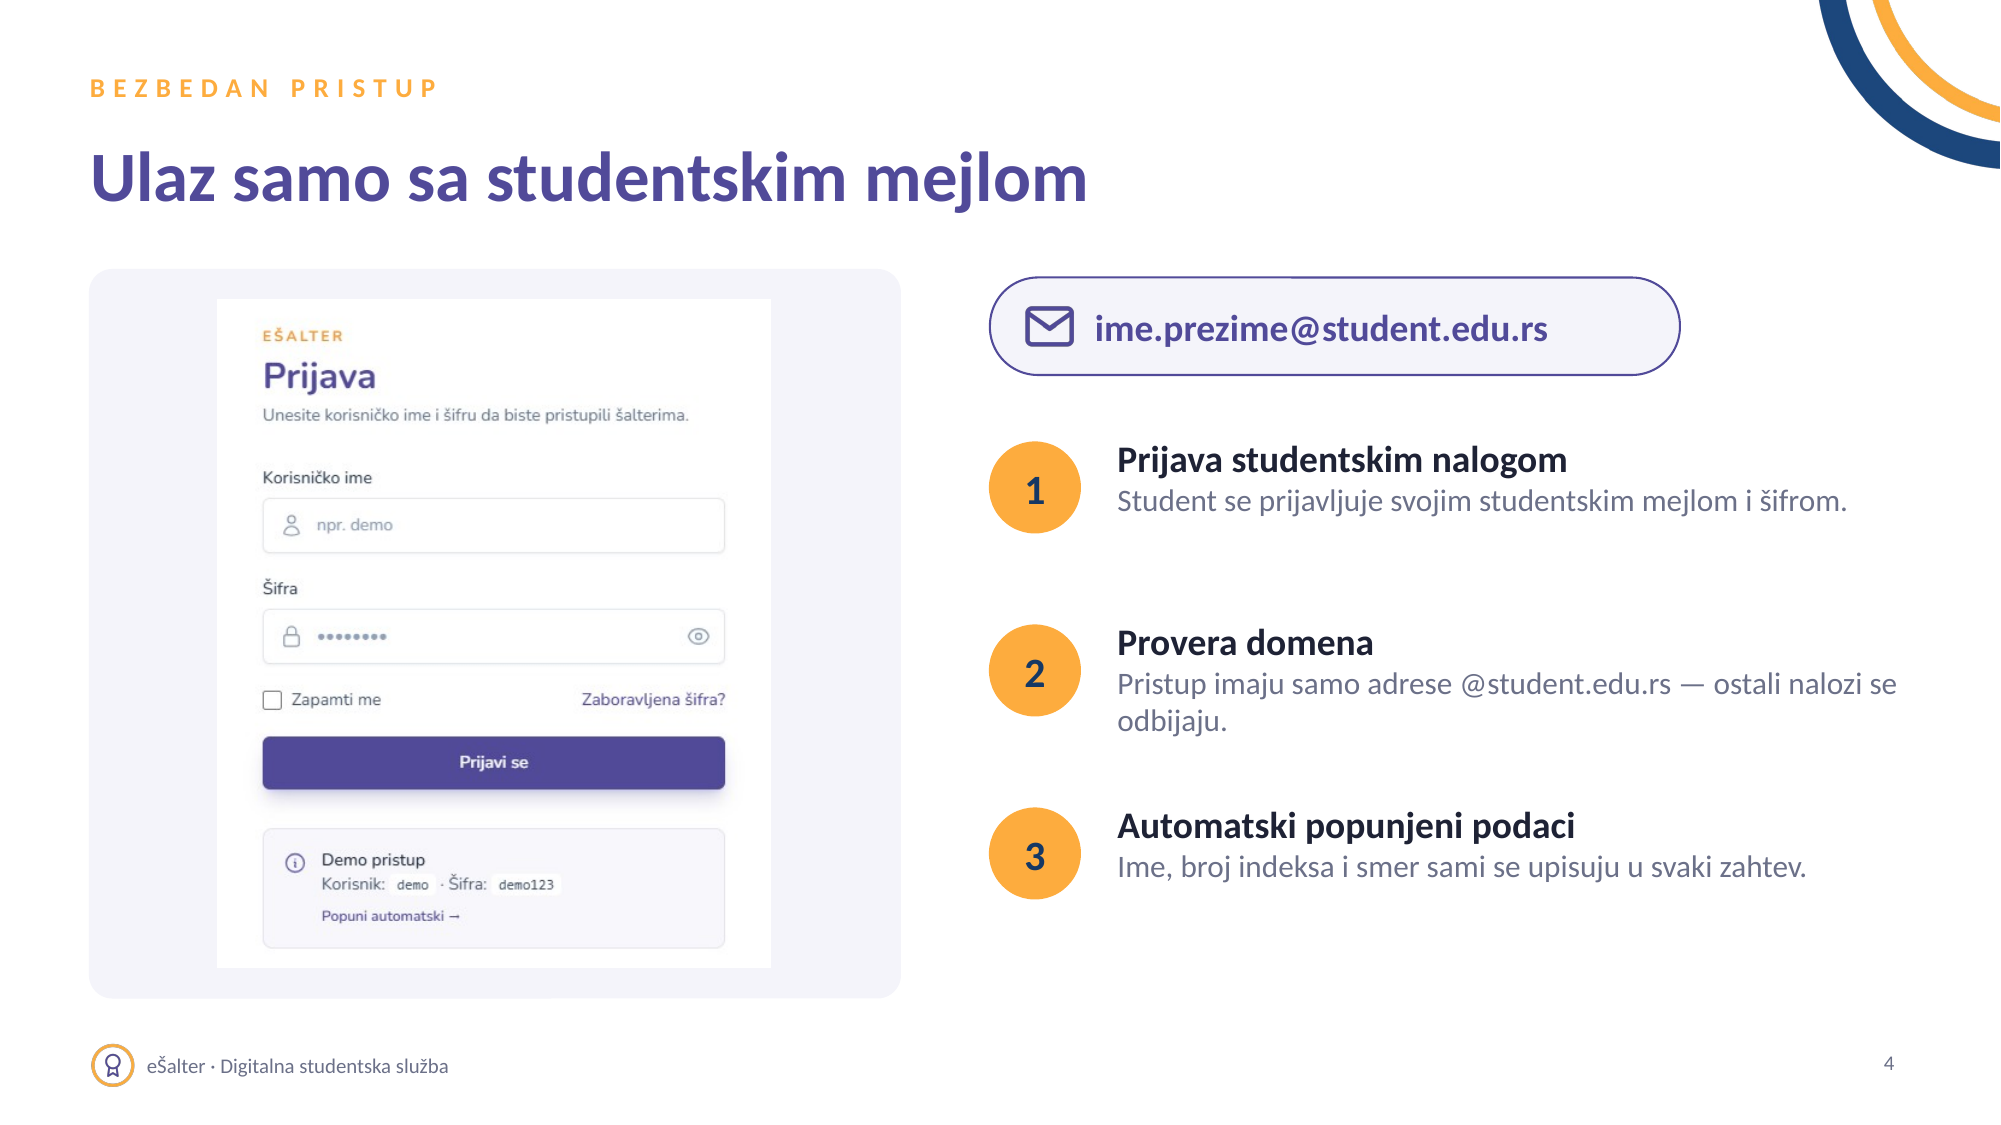 BEZBEDAN PRISTUP
Ulaz samo sa studentskim mejlom
EŠALTER
Prijava
Unesite korisničko ime i šifru da biste pristupili šalterima.
Korisničko ime
npr. demo
Šifra
••••••••
Zapamti me
Zaboravljena šifra?
Prijavi se
Demo pristup
Korisnik: demo · Šifra: demo123
Popuni automatski →
ime.prezime@student.edu.rs
1
Prijava studentskim nalogom
Student se prijavljuje svojim studentskim mejlom i šifrom.
2
Provera domena
Pristup imaju samo adrese @student.edu.rs — ostali nalozi se
odbijaju.
3
Automatski popunjeni podaci
Ime, broj indeksa i smer sami se upisuju u svaki zahtev.
eŠalter · Digitalna studentska služba
4